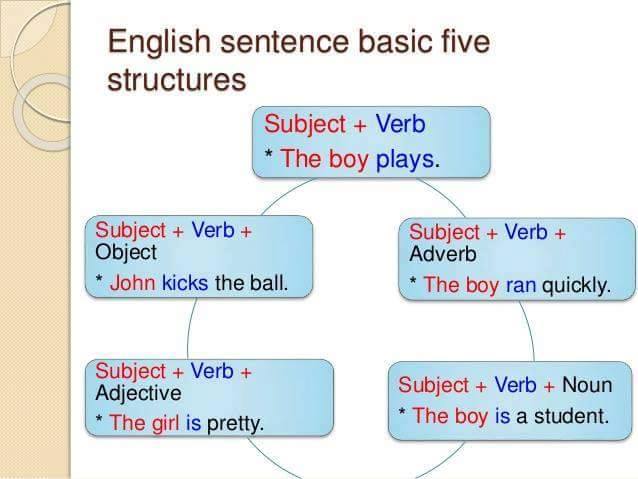 English sentence basic five
structures
Subject + Verb
* The boy plays.
Subject + Verb +
Object
* John kicks the ball.
Subject + Verb +
Adverb
* The boy ran quickly.
Subject + Verb +
Adjective
* The girl is pretty.
Subject + Verb + Noun
* The boy is a student.